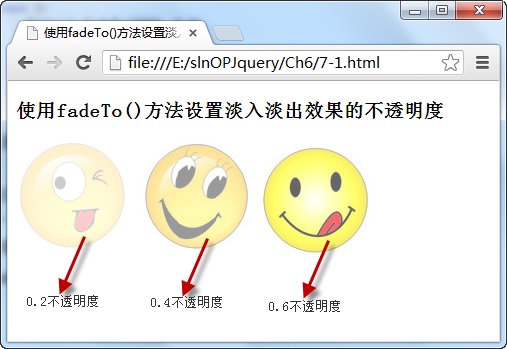 使用fadeTo()方法设置淡入
file:///E:/slnOPJquery/Ch6/7-1.html
使用fadeTo()方法设置淡入淡出效果的不透明度
0.2不透明度
0.4不透明度
0.6不透明度